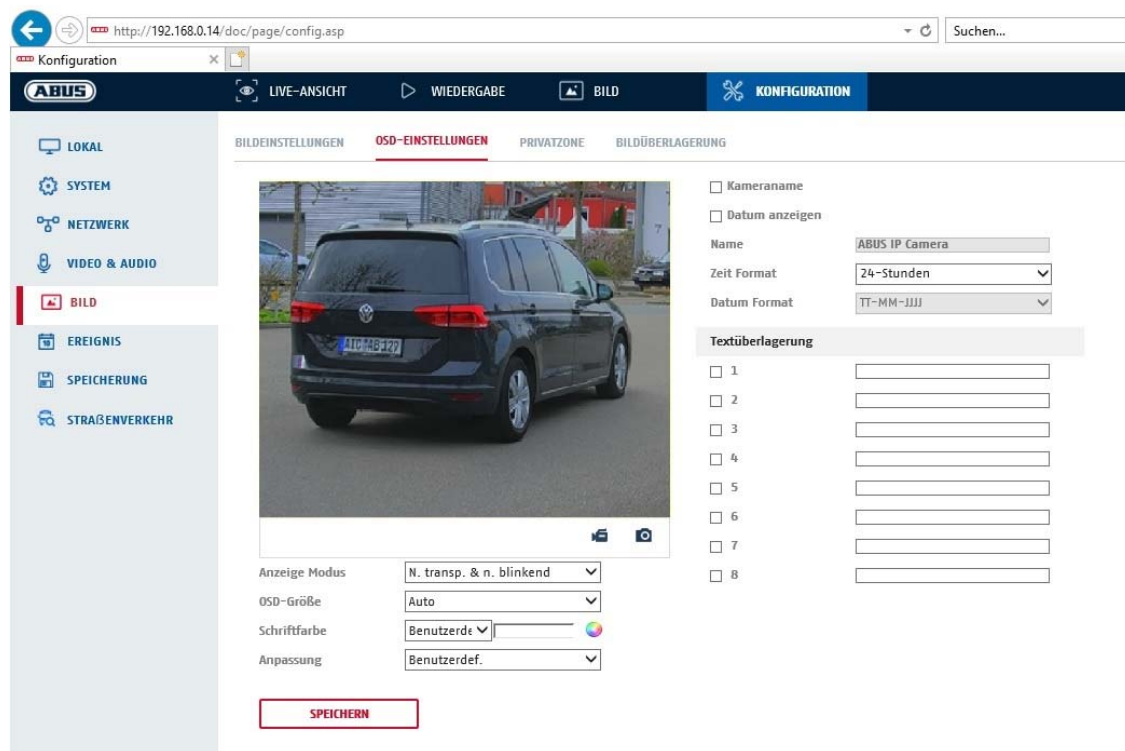 http://192.168.0.14/doc/page/config.asp
Suchen...
Konfiguration
ABUS
LIVE-ANSICHT
WIEDERGABE
BILD
KONFIGURATION
LOKAL
SYSTEM
NETZWERK
VIDEO & AUDIO
BILD
EREIGNIS
SPEICHERUNG
STRAßENVERKEHR
BILDEINSTELLUNGEN
OSD-EINSTELLUNGEN
PRIVATZONE
BILDÜBERLAGERUNG
AIC AB 127
Anzeige Modus
N. transp. & n. blinkend
OSD-Größe
Auto
Schriftfarbe
Benutzerde
Anpassung
Benutzerdef.
SPEICHERN
Kameraname
Datum anzeigen
Name
ABUS IP Camera
Zeit Format
24-Stunden
Datum Format
TT-MM-JJJJ
Textüberlagerung
1
2
3
4
5
6
7
8